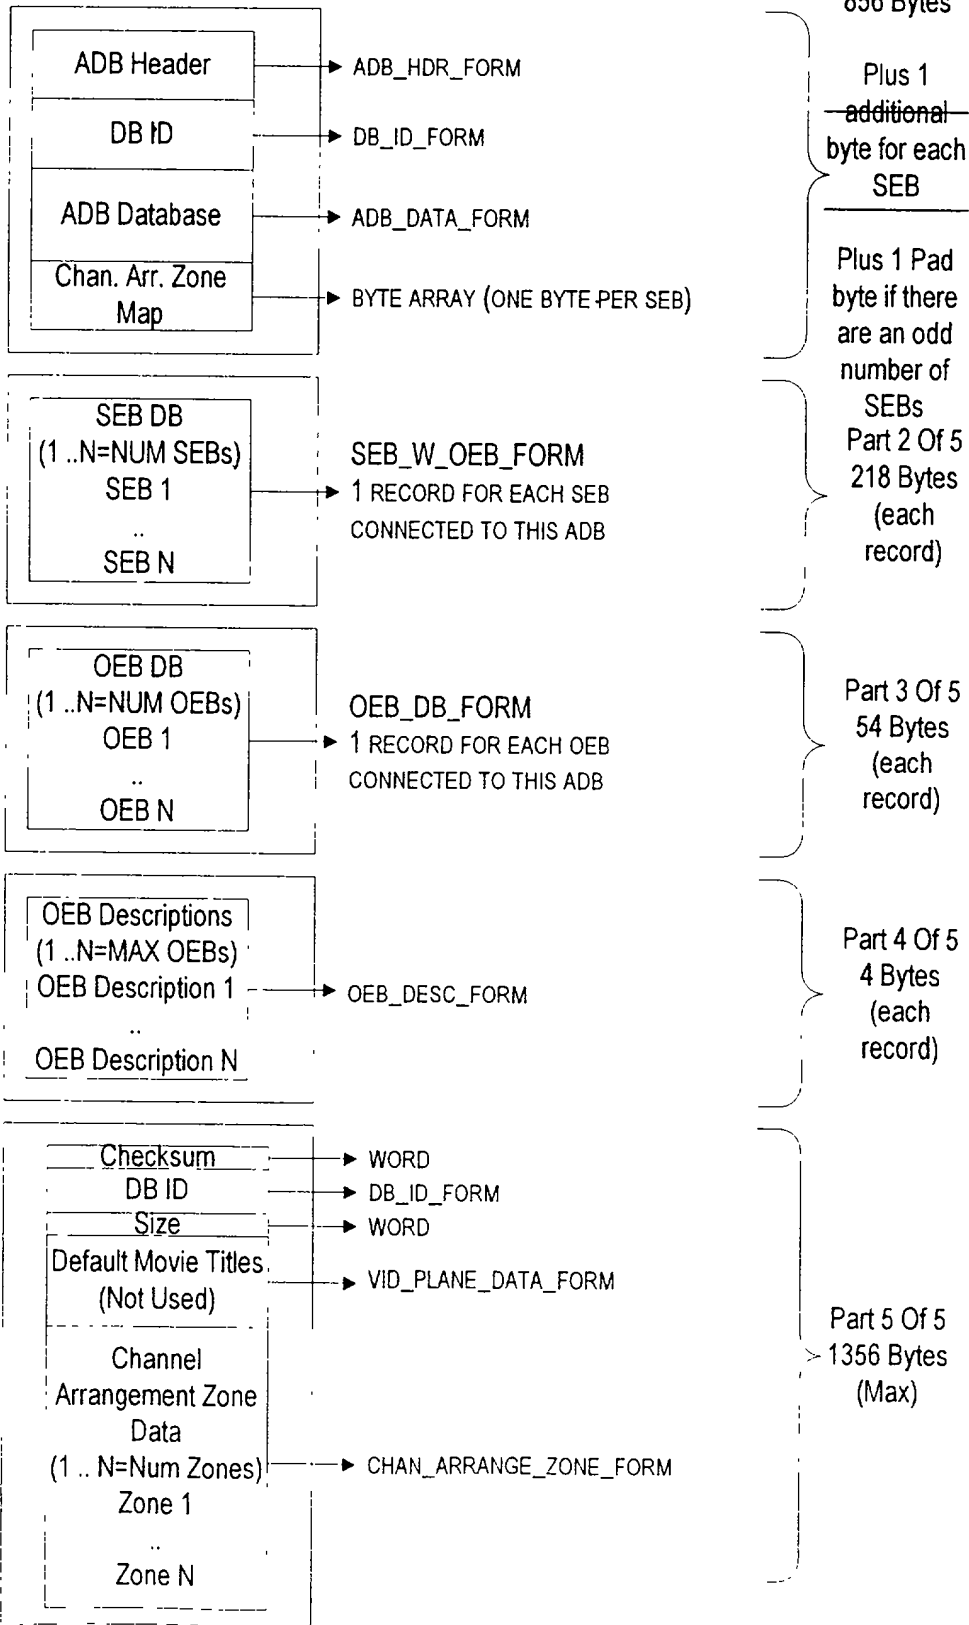 856 Bytes
ADB Header
ADB_HDR_FORM
DB ID
DB_ID_FORM
ADB Database
ADB_DATA_FORM
Chan. Arr. Zone
Map
BYTE ARRAY (ONE BYTE PER SEB)
Plus 1
additional
byte for each
SEB
Plus 1 Pad
byte if there
are an odd
number of
SEBs
SEB DB
(1 ..N=NUM SEBs)
SEB 1
..
SEB N
SEB_W_OEB_FORM
1 RECORD FOR EACH SEB
CONNECTED TO THIS ADB
Part 2 Of 5
218 Bytes
(each
record)
OEB DB
(1 ..N=NUM OEBs)
OEB 1
..
OEB N
OEB_DB_FORM
1 RECORD FOR EACH OEB
CONNECTED TO THIS ADB
Part 3 Of 5
54 Bytes
(each
record)
OEB Descriptions
(1 ..N=MAX OEBs)
OEB Description 1
..
OEB Description N
OEB_DESC_FORM
Part 4 Of 5
4 Bytes
(each
record)
Checksum
WORD
DB ID
DB_ID_FORM
Size
WORD
Default Movie Titles
(Not Used)
VID_PLANE_DATA_FORM
Channel
Arrangement Zone
Data
(1 .. N=Num Zones)
Zone 1
..
Zone N
CHAN_ARRANGE_ZONE_FORM
Part 5 Of 5
1356 Bytes
(Max)